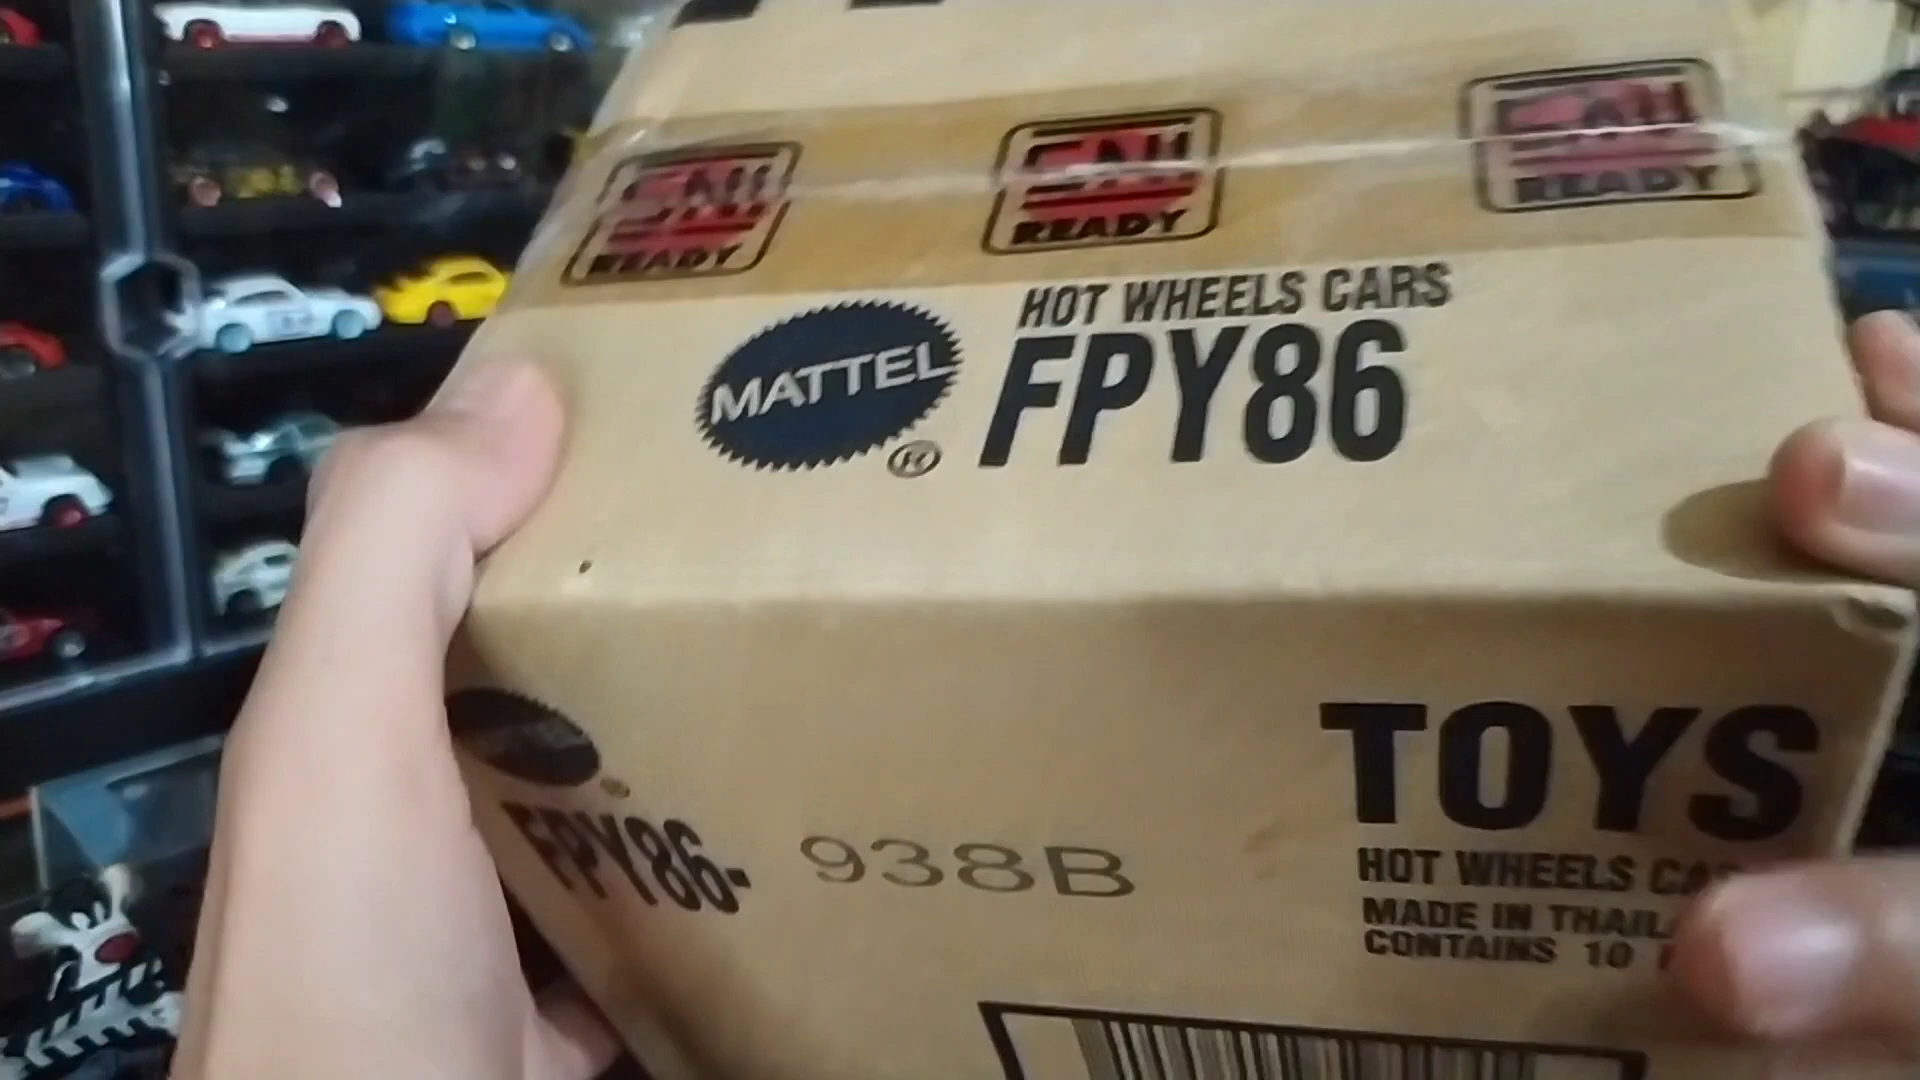 READY
READY
READY
HOT WHEELS CARS
MATTEL
FPY86
®
TOYS
FPY86-
938B
HOT WHEELS
MADE IN
CONTAINS 10